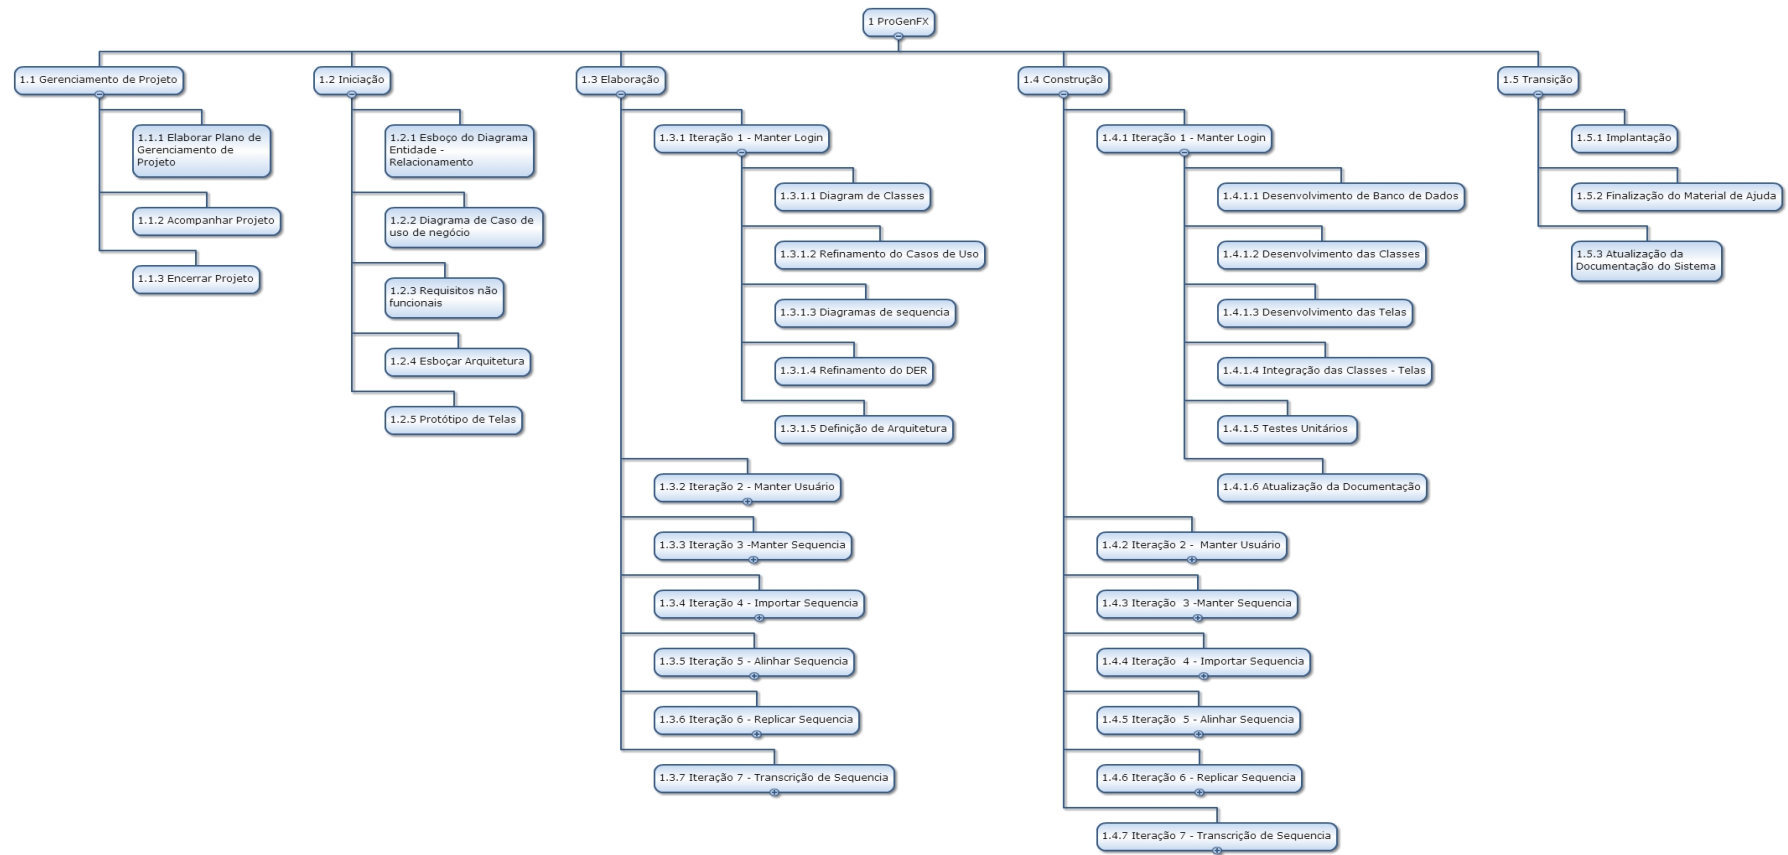 1 ProGenFX
1.1 Gerenciamento de Projeto
1.1.1 Elaborar Plano de
Gerenciamento de
Projeto
1.1.2 Acompanhar Projeto
1.1.3 Encerrar Projeto
1.2 Iniciação
1.2.1 Esboço do Diagrama
Entidade -
Relacionamento
1.2.2 Diagrama de Caso de
uso de negócio
1.2.3 Requisitos não
funcionais
1.2.4 Esboçar Arquitetura
1.2.5 Protótipo de Telas
1.3 Elaboração
1.3.1 Iteração 1 - Manter Login
1.3.1.1 Diagram de Classes
1.3.1.2 Refinamento do Casos de Uso
1.3.1.3 Diagramas de sequencia
1.3.1.4 Refinamento do DER
1.3.1.5 Definição de Arquitetura
1.3.2 Iteração 2 - Manter Usuário
1.3.3 Iteração 3 -Manter Sequencia
1.3.4 Iteração 4 - Importar Sequencia
1.3.5 Iteração 5 - Alinhar Sequencia
1.3.6 Iteração 6 - Replicar Sequencia
1.3.7 Iteração 7 - Transcrição de Sequencia
1.4 Construção
1.4.1 Iteração 1 - Manter Login
1.4.1.1 Desenvolvimento de Banco de Dados
1.4.1.2 Desenvolvimento das Classes
1.4.1.3 Desenvolvimento das Telas
1.4.1.4 Integração das Classes - Telas
1.4.1.5 Testes Unitários
1.4.1.6 Atualização da Documentação
1.4.2 Iteração 2 -  Manter Usuário
1.4.3 Iteração  3 -Manter Sequencia
1.4.4 Iteração  4 - Importar Sequencia
1.4.5 Iteração  5 - Alinhar Sequencia
1.4.6 Iteração 6 - Replicar Sequencia
1.4.7 Iteração 7 - Transcrição de Sequencia
1.5 Transição
1.5.1 Implantação
1.5.2 Finalização do Material de Ajuda
1.5.3 Atualização da
Documentação do Sistema